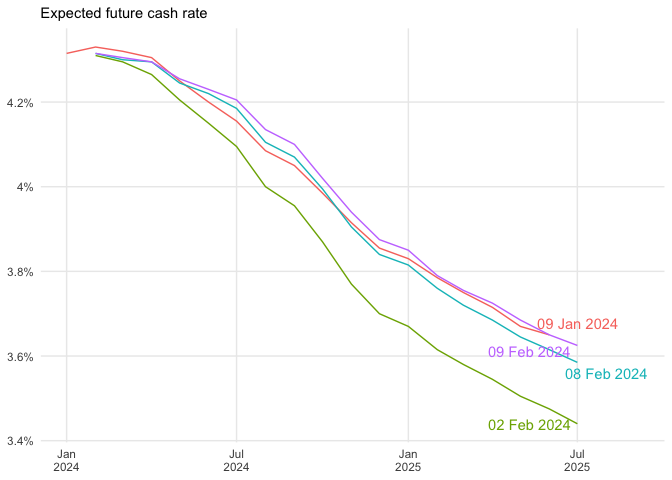 Expected future cash rate
4.2%
4%
3.8%
3.6%
3.4%
09 Jan 2024
09 Feb 2024
08 Feb 2024
02 Feb 2024
Jan
2024
Jul
2024
Jan
2025
Jul
2025